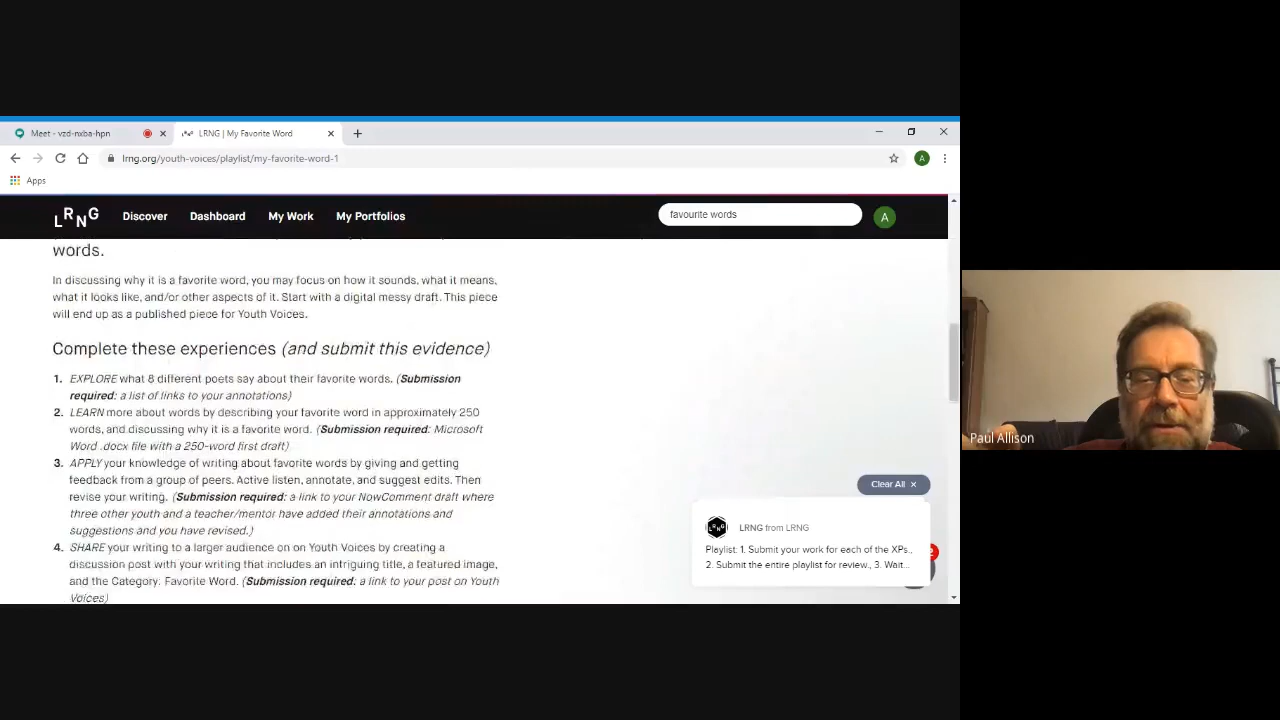 Meet - vzd-nxba-hpn
LRNG | My Favorite Word
lrng.org/youth-voices/playlist/my-favorite-word-1
Apps
LRNG
Discover
Dashboard
My Work
My Portfolios
favourite words
A
A
words.
In discussing why it is a favorite word, you may focus on how it sounds, what it means,
what it looks like, and/or other aspects of it. Start with a digital messy draft. This piece
will end up as a published piece for Youth Voices.
Complete these experiences (and submit this evidence)
1. EXPLORE what 8 different poets say about their favorite words. (Submission
required: a list of links to your annotations)
2. LEARN more about words by describing your favorite word in approximately 250
words, and discussing why it is a favorite word. (Submission required: Microsoft
Word .docx file with a 250-word first draft)
3. APPLY your knowledge of writing about favorite words by giving and getting
feedback from a group of peers. Active listen, annotate, and suggest edits. Then
revise your writing. (Submission required: a link to your NowComment draft where
three other youth and a teacher/mentor have added their annotations and
suggestions and you have revised.)
4. SHARE your writing to a larger audience on on Youth Voices by creating a
discussion post with your writing that includes an intriguing title, a featured image,
and the Category: Favorite Word. (Submission required: a link to your post on Youth
Voices)
Clear All ×
LRNG from LRNG
Playlist: 1. Submit your work for each of the XPs.,
2. Submit the entire playlist for review., 3. Wait...
2
Paul Allison